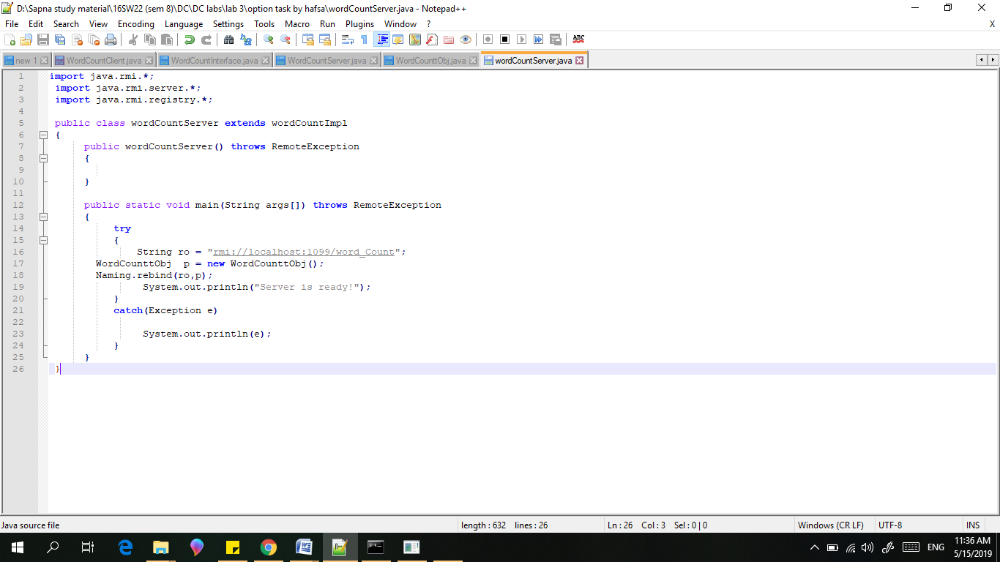 D:\Sapna study material\16SW22 (sem 8)\DC\DC labs\lab 3\option task by hafsa\wordCountServer.java - Notepad++
File Edit Search View Encoding Language Settings Tools Macro Run Plugins Window ? X
ABC
new 1 WordCountClient.java WordCountInterface.java WordCountServer.java WordCounttObj.java wordCountServer.java
1 import java.rmi.*;
2 import java.rmi.server.*;
3 import java.rmi.registry.*;
4
5 public class wordCountServer extends wordCountImpl
6 {
7 public wordCountServer() throws RemoteException
8 {
9
10 }
11
12 public static void main(String args[]) throws RemoteException
13 {
14 try
15 {
16 String ro = "rmi://localhost:1099/word_Count";
17 WordCounttObj  p = new WordCounttObj();
18 Naming.rebind(ro,p);
19 System.out.println("Server is ready!");
20 }
21 catch(Exception e)
22
23 System.out.println(e);
24 }
25 }
26 }
Java source file length : 632 lines : 26 Ln : 26 Col : 3 Sel : 0 | 0 Windows (CR LF) UTF-8 INS
ENG 11:36 AM
5/15/2019